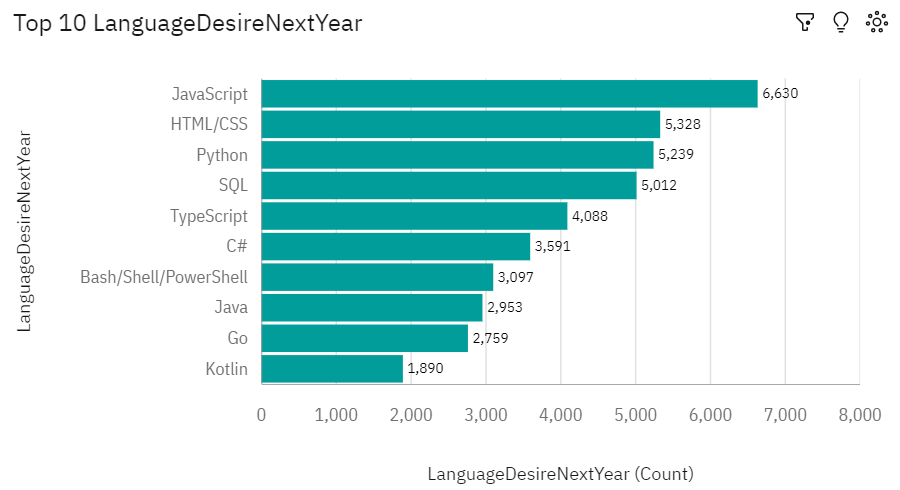 Top 10 LanguageDesireNextYear
LanguageDesireNextYear
JavaScript 6,630
HTML/CSS 5,328
Python 5,239
SQL 5,012
TypeScript 4,088
C# 3,591
Bash/Shell/PowerShell 3,097
Java 2,953
Go 2,759
Kotlin 1,890
0 1,000 2,000 3,000 4,000 5,000 6,000 7,000 8,000
LanguageDesireNextYear (Count)